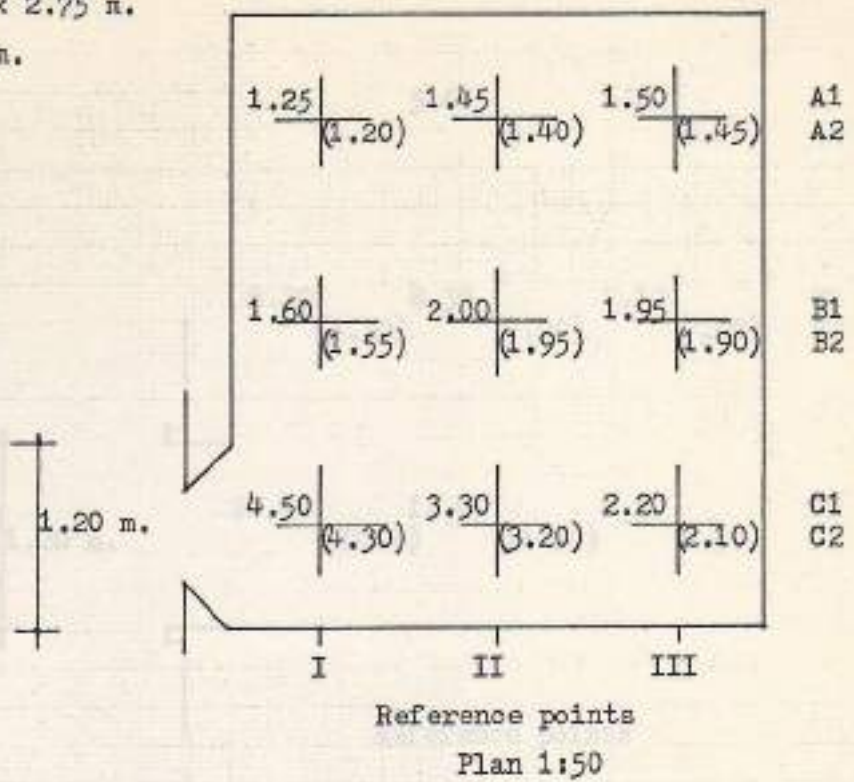 x 2.75 m.
m.
1.25 1.45 1.50 A1
(1.20) (1.40) (1.45) A2
1.60 2.00 1.95 B1
(1.55) (1.95) (1.90) B2
4.50 3.30 2.20 C1
1.20 m. (4.30) (3.20) (2.10) C2
I II III
Reference points
Plan 1:50